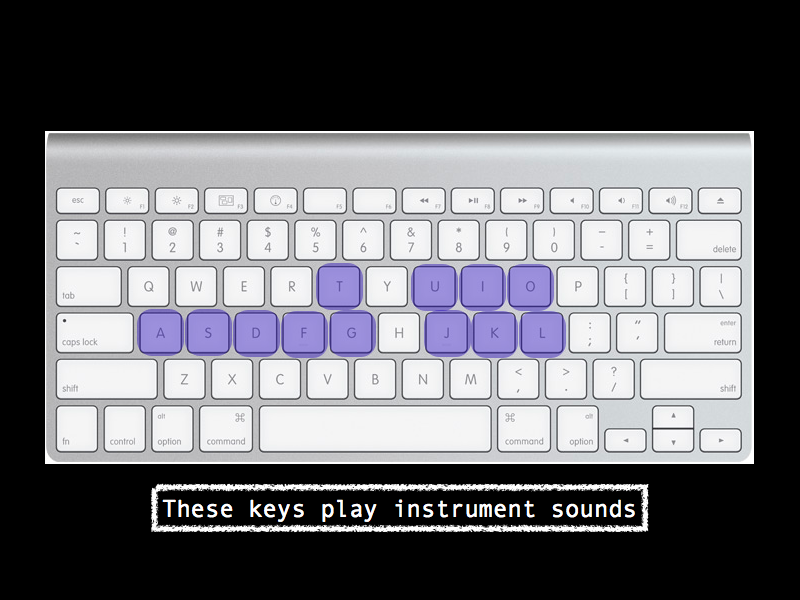 esc F1 F2 F3 F4 F5 F6 F7 F8 F9 F10 F11 F12
~ ! @ # $ % ^ & * ( ) — +
` 1 2 3 4 5 6 7 8 9 0 - =
delete
tab Q W E R T Y U I O P { } |
[ ] \
caps lock A S D F G H J K L : “ enter
; ‘ return
shift Z X C V B N M < > ? shift
, . /
alt ⌘ ⌘ alt
fn control option command command option
These keys play instrument sounds